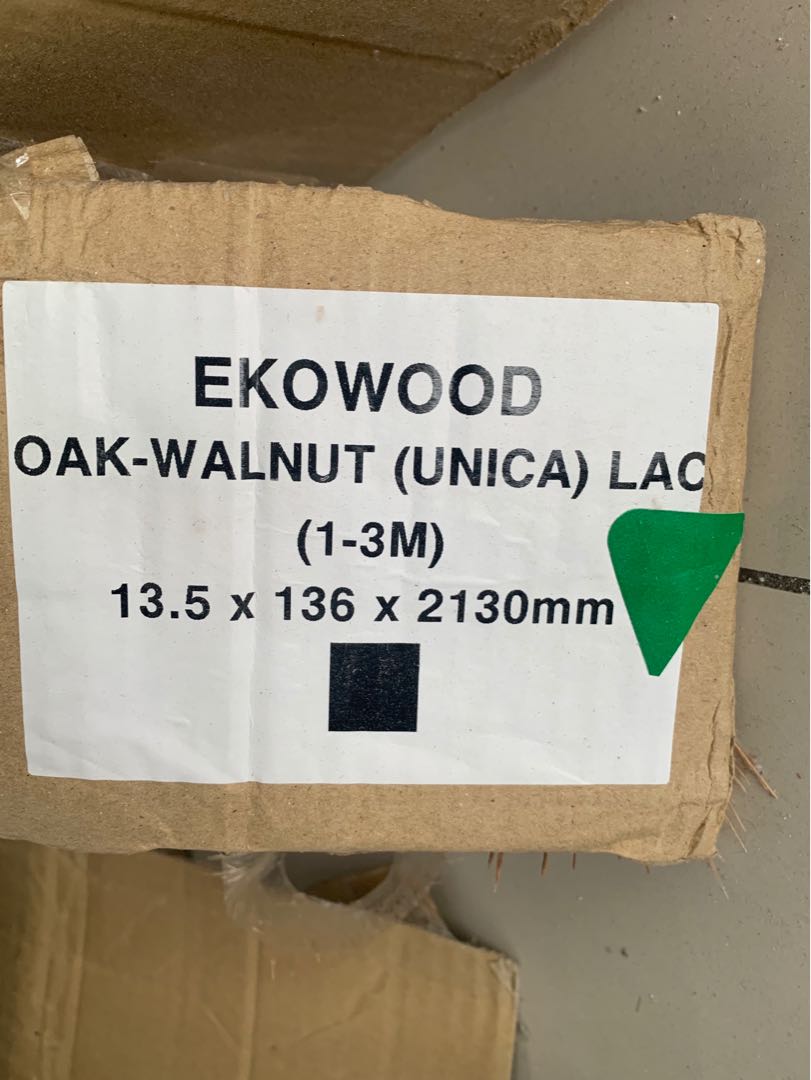 EKOWOOD
OAK-WALNUT (UNICA) LAC
(1-3M)
13.5 x 136 x 2130mm